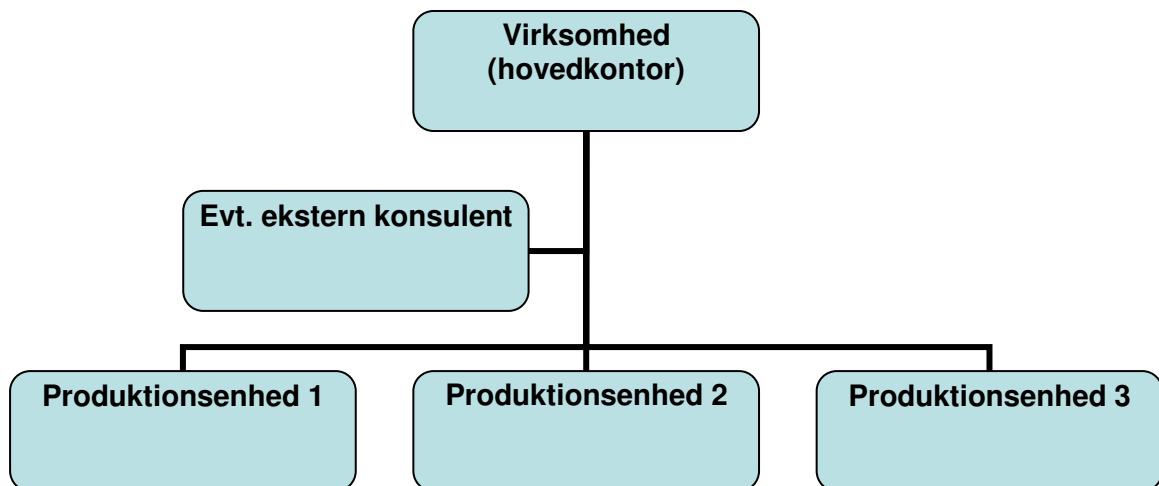 Virksomhed
(hovedkontor)
Evt. ekstern konsulent
Produktionsenhed 1
Produktionsenhed 2
Produktionsenhed 3